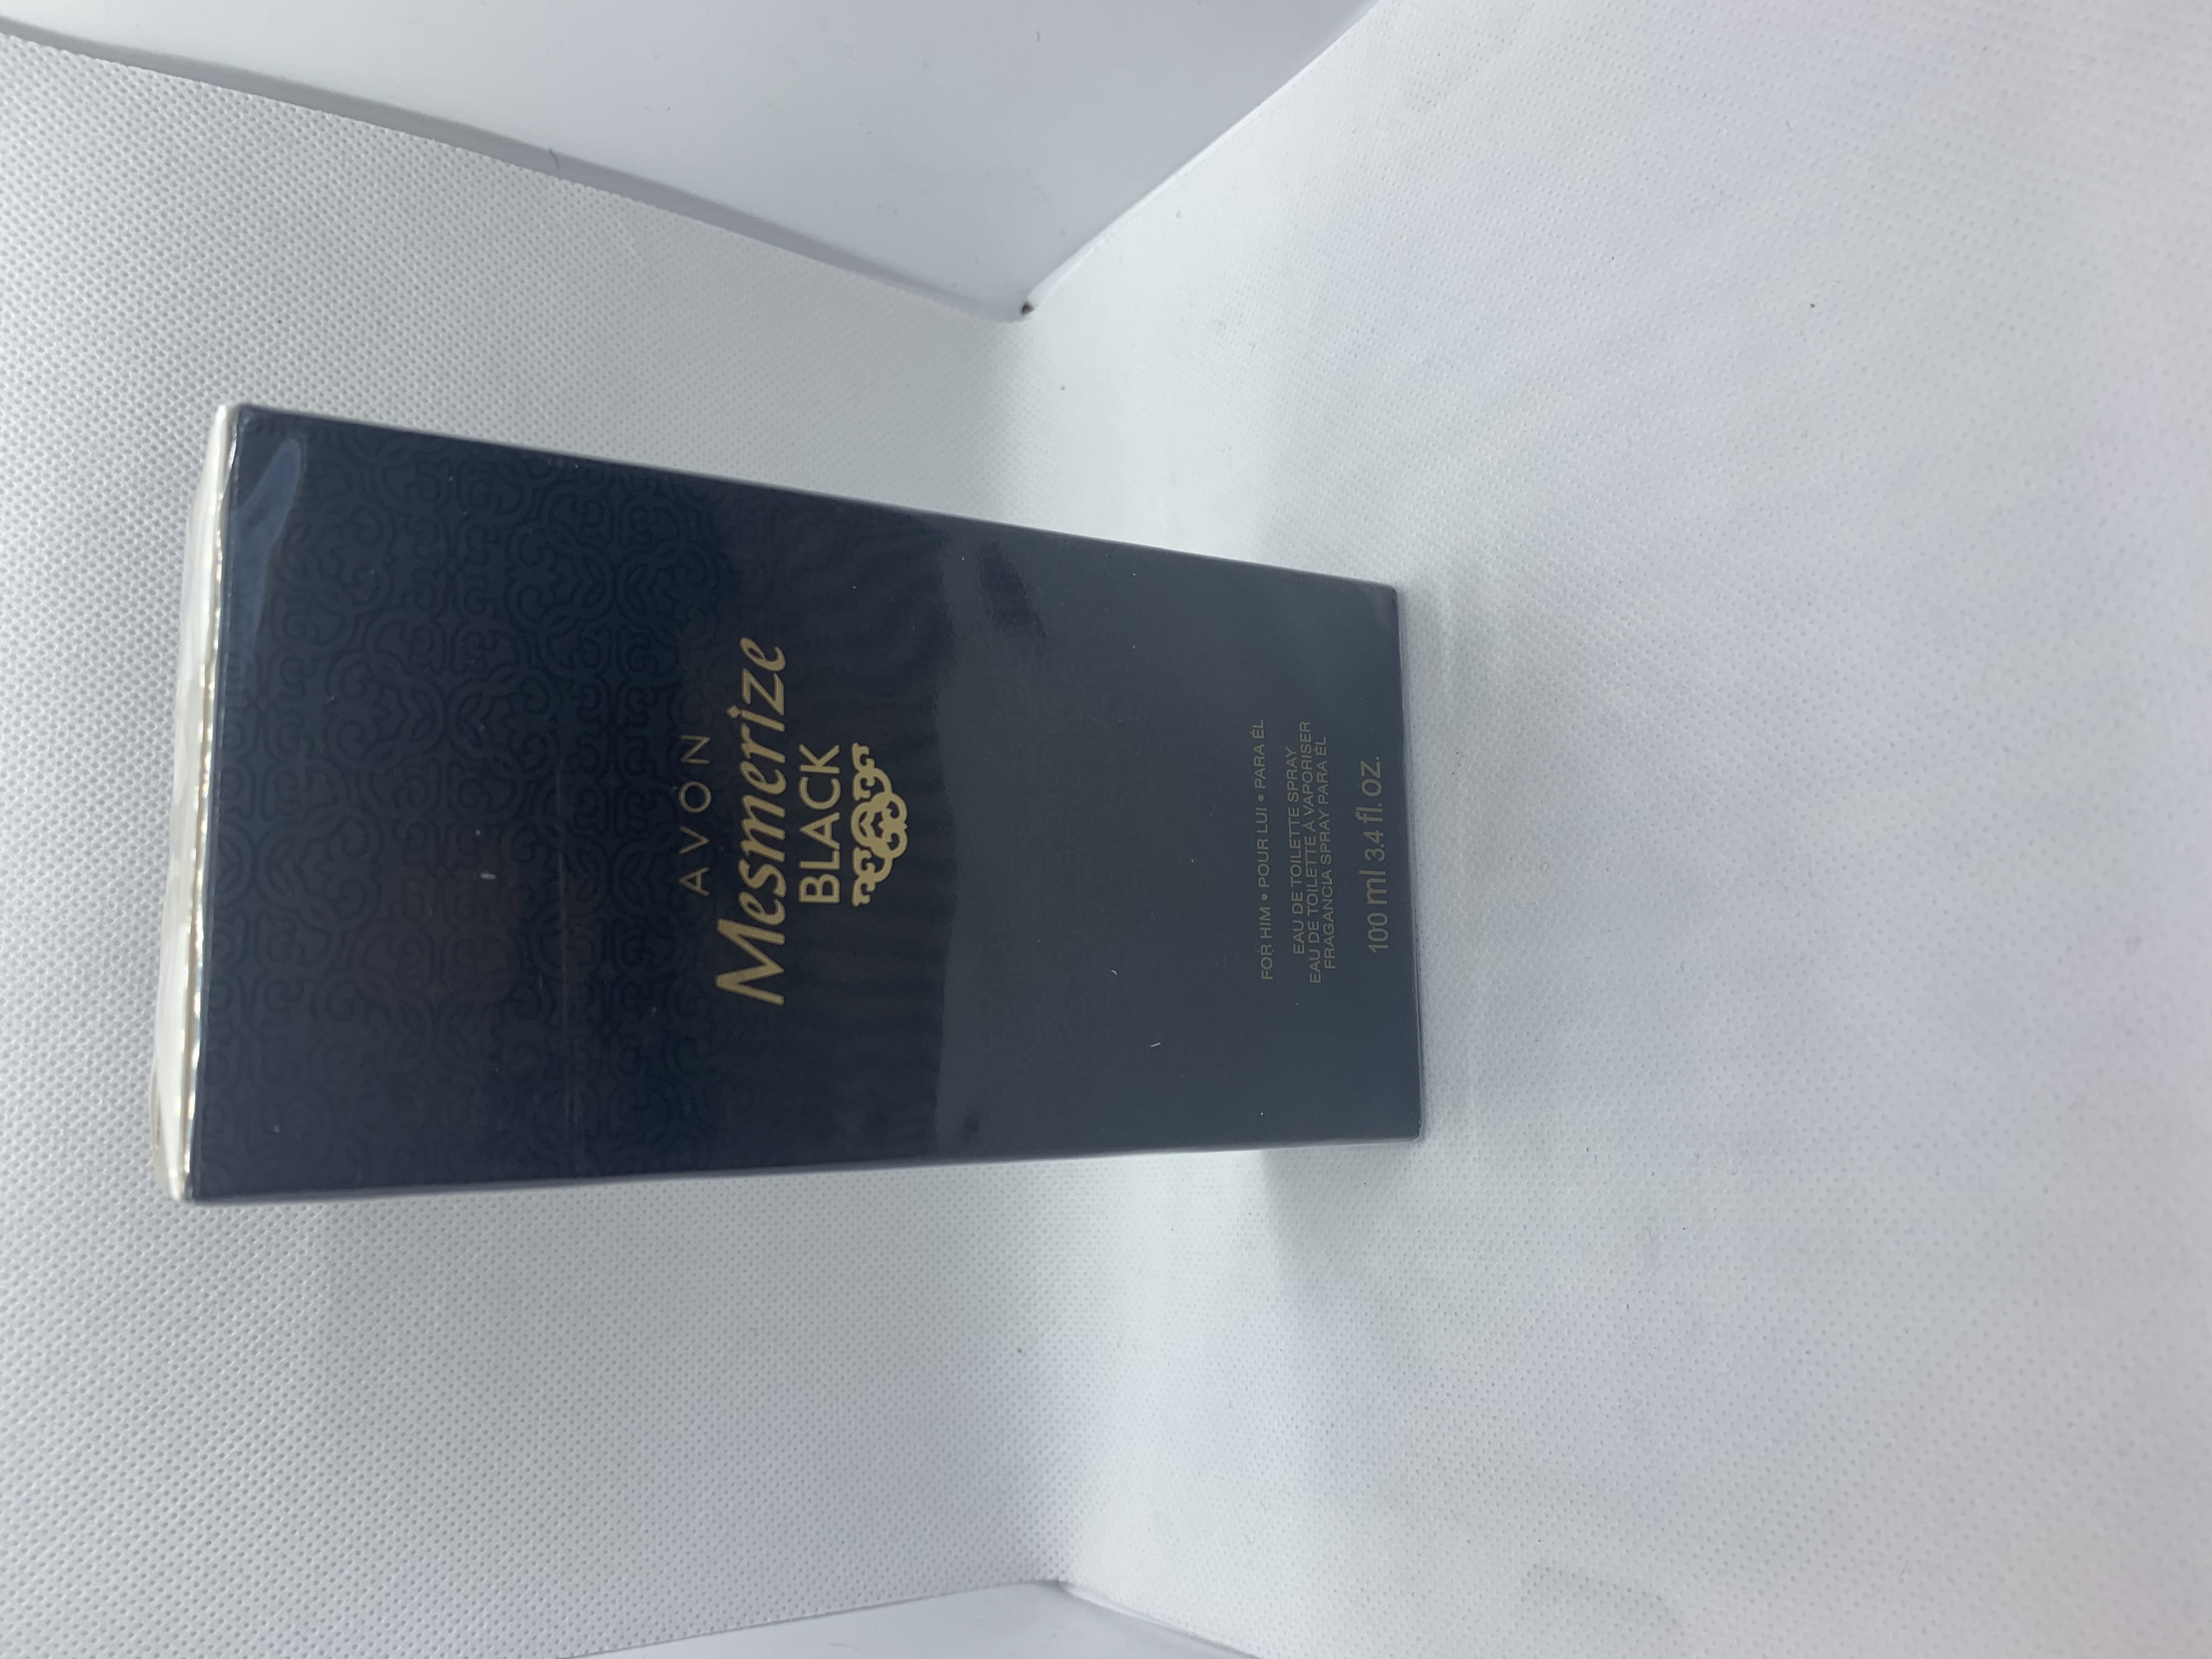 AVON
Mesmerize
BLACK
FOR HIM • POUR LUI • PARA ÉL
EAU DE TOILETTE SPRAY
EAU DE TOILETTE À VAPORISER
FRAGANCIA SPRAY PARA ÉL
100 ml 3.4 fl. oz.